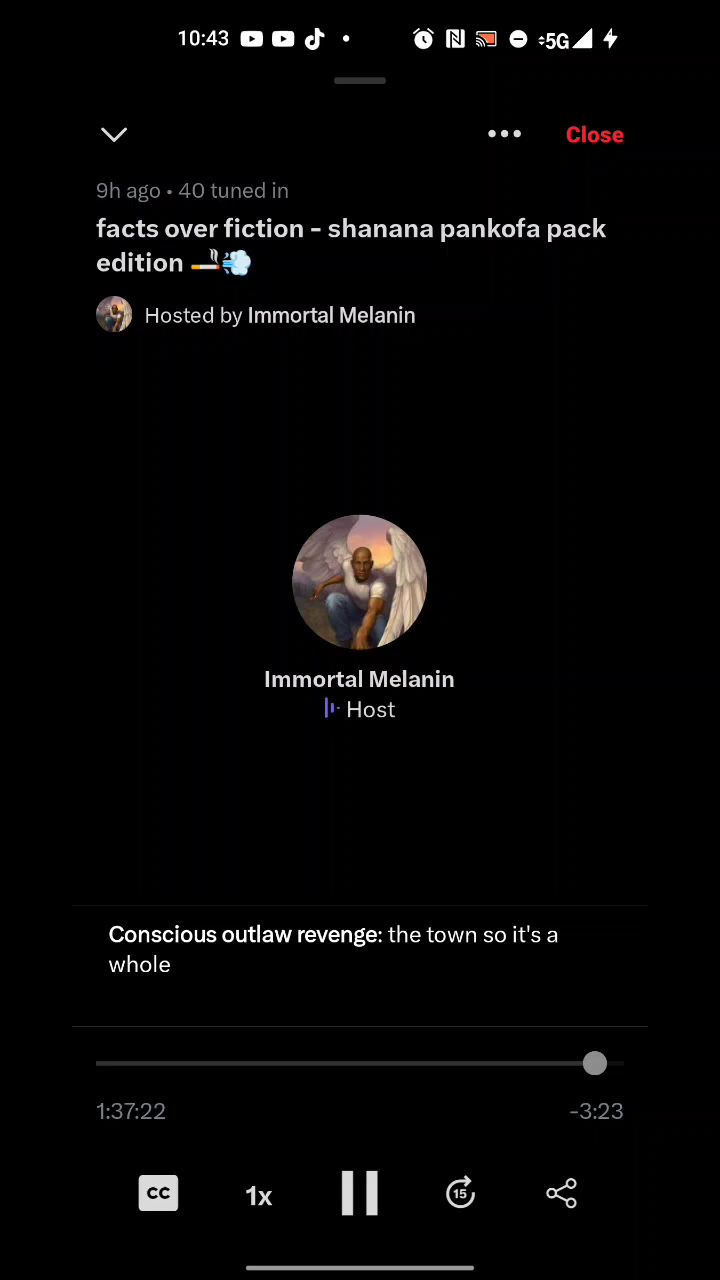 10:43
5G
Close
9h ago • 40 tuned in
facts over fiction - shanana pankofa pack
edition 🚬💨
Hosted by Immortal Melanin
Immortal Melanin
Host
Conscious outlaw revenge: the town so it's a
whole
1:37:22
-3:23
CC
1x
15